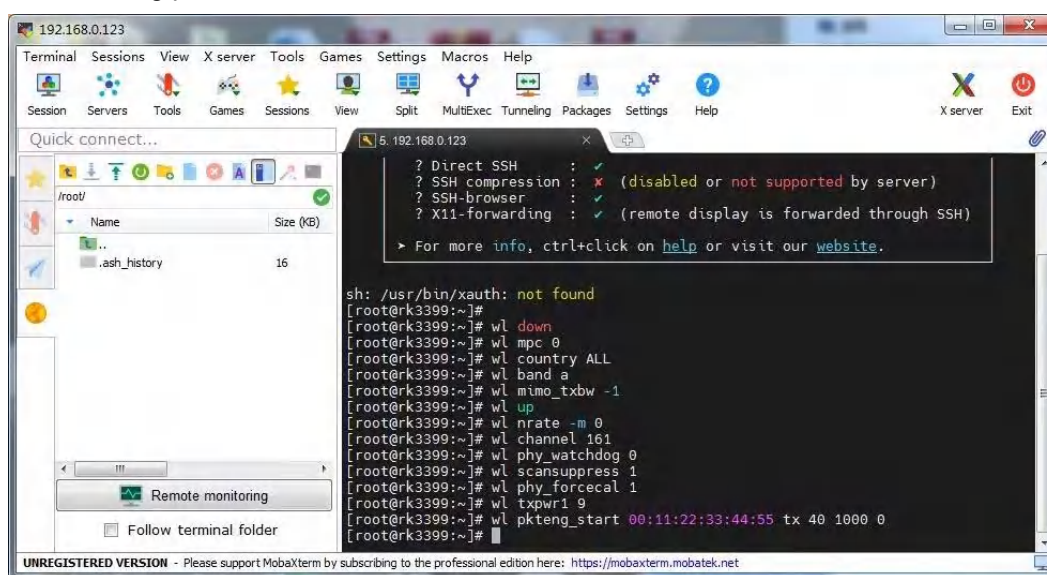 192.168.0.123
Terminal Sessions View X server Tools Games Settings Macros Help
Session Servers Tools Games Sessions View Split MultiExec Tunneling Packages Settings Help X server Exit
Quick connect...
5. 192.168.0.123
/root/
Name Size (KB)
..
.ash_history 16
Remote monitoring
Follow terminal folder
? Direct SSH : ✔
? SSH compression : ✘ (disabled or not supported by server)
? SSH-browser : ✔
? X11-forwarding : ✔ (remote display is forwarded through SSH)
➤ For more info, ctrl+click on help or visit our website.
sh: /usr/bin/xauth: not found
[root@rk3399:~]#
[root@rk3399:~]# wl down
[root@rk3399:~]# wl mpc 0
[root@rk3399:~]# wl country ALL
[root@rk3399:~]# wl band a
[root@rk3399:~]# wl mimo_txbw -1
[root@rk3399:~]# wl up
[root@rk3399:~]# wl nrate -m 0
[root@rk3399:~]# wl channel 161
[root@rk3399:~]# wl phy_watchdog 0
[root@rk3399:~]# wl scansuppress 1
[root@rk3399:~]# wl phy_forcecal 1
[root@rk3399:~]# wl txpwr1 9
[root@rk3399:~]# wl pkteng_start 00:11:22:33:44:55 tx 40 1000 0
[root@rk3399:~]#
UNREGISTERED VERSION - Please support MobaXterm by subscribing to the professional edition here: https://mobaxterm.mobatek.net